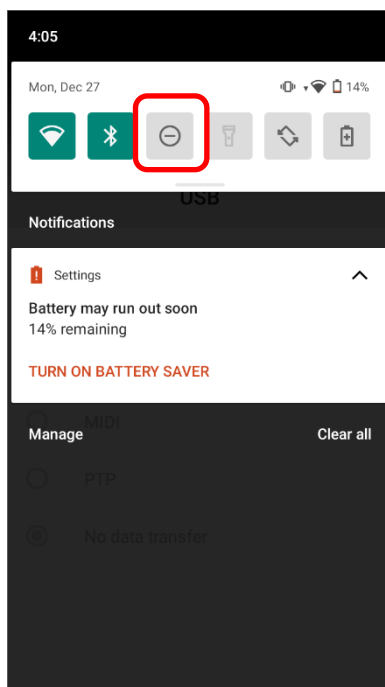 4:05
Mon, Dec 27
14%
USB
Notifications
Settings
Battery may run out soon
14% remaining
TURN ON BATTERY SAVER
MIDI
Manage
Clear all
PTP
No data transfer